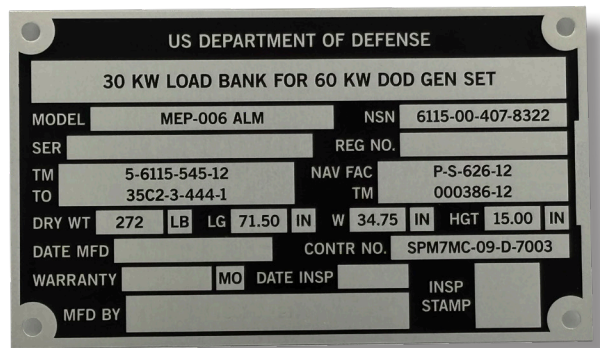 US DEPARTMENT OF DEFENSE
30 KW LOAD BANK FOR 60 KW DOD GEN SET
MODEL MEP-006 ALM NSN 6115-00-407-8322
SER REG NO.
TM 5-6115-545-12 NAV FAC P-S-626-12
TO 35C2-3-444-1 TM 000386-12
DRY WT 272 LB LG 71.50 IN W 34.75 IN HGT 15.00 IN
DATE MFD CONTR NO. SPM7MC-09-D-7003
WARRANTY MO DATE INSP INSP
STAMP
MFD BY